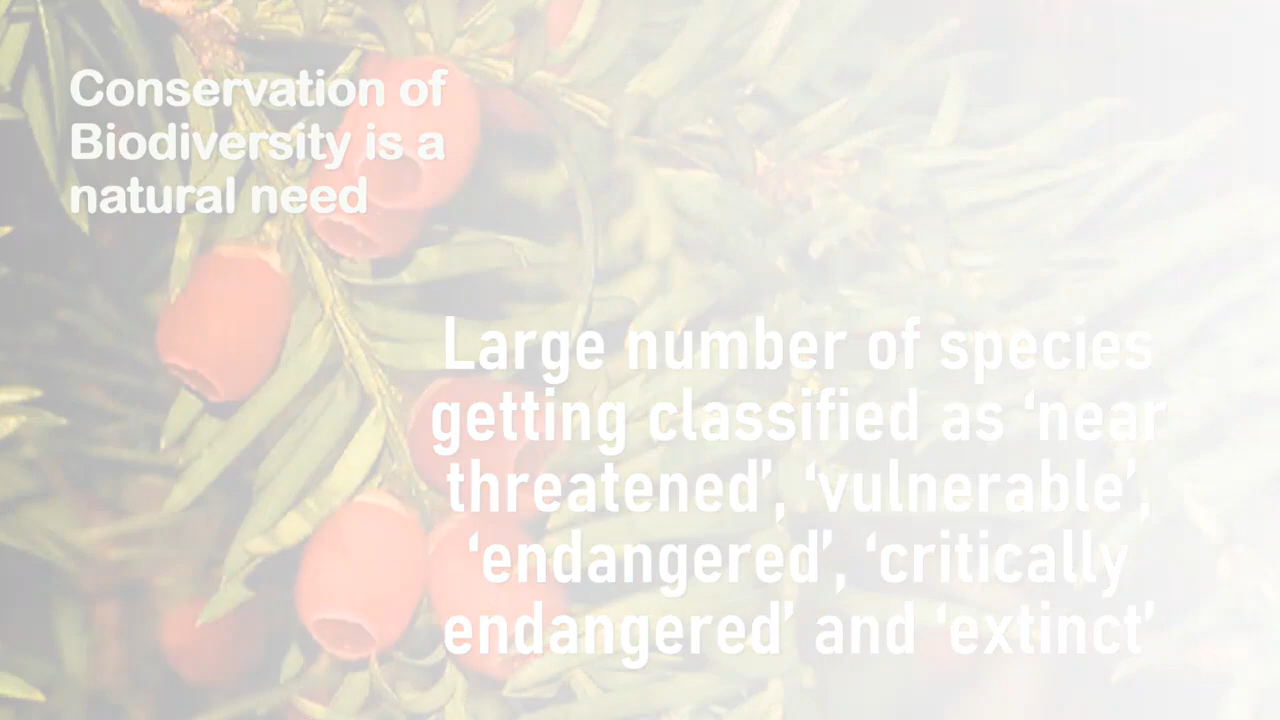 Conservation of
Biodiversity is a
natural need
Large number of species
getting classified as ‘near
threatened’, ‘vulnerable’,
‘endangered’, ‘critically
endangered’ and ‘extinct’